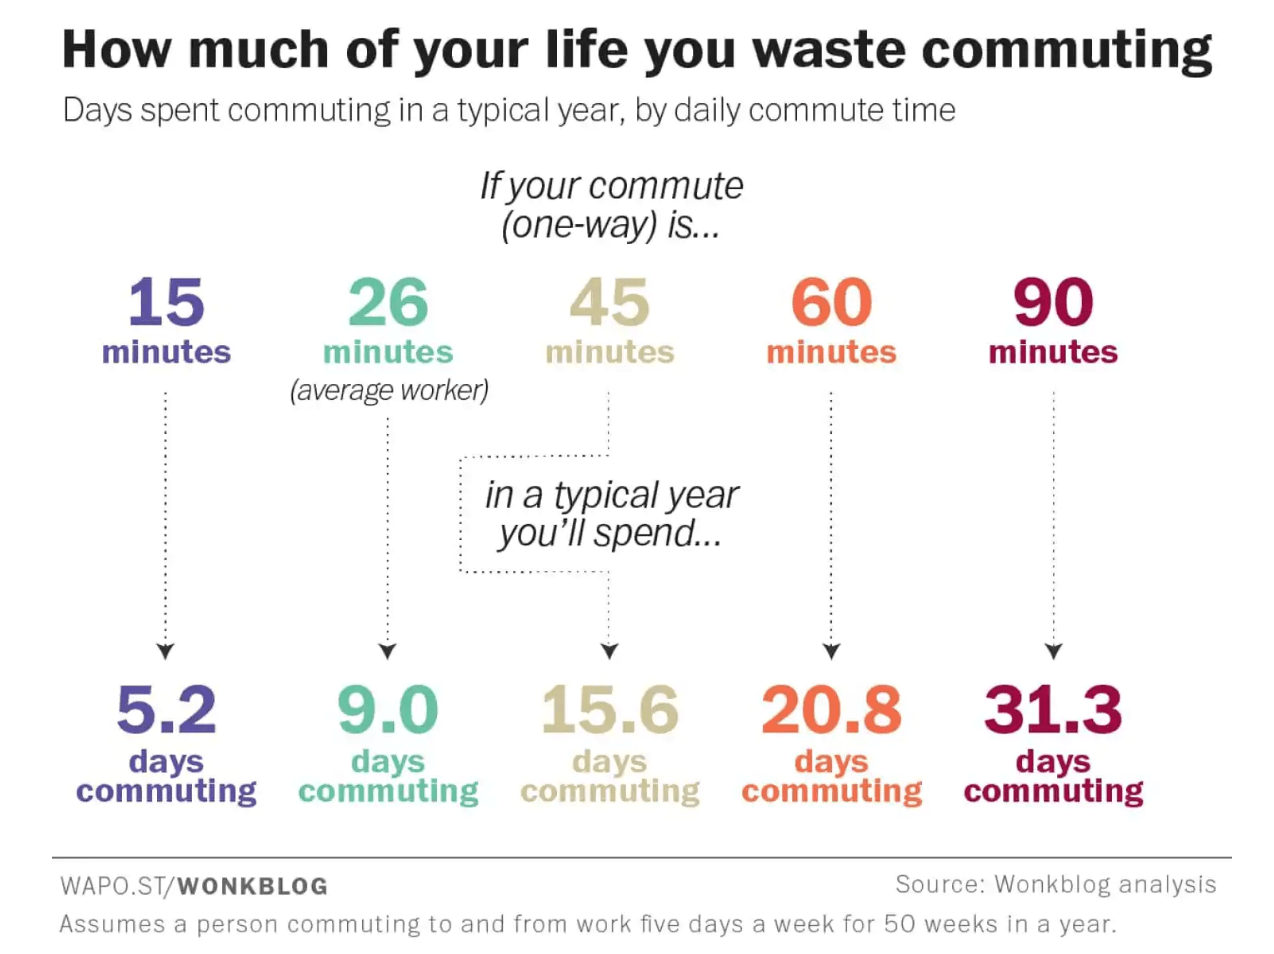 How much of your life you waste commuting
Days spent commuting in a typical year, by daily commute time
If your commute
(one-way) is...
15
minutes
26
minutes
(average worker)
45
minutes
60
minutes
90
minutes
in a typical year
you'll spend...
5.2
days
commuting
9.0
days
commuting
15.6
days
commuting
20.8
days
commuting
31.3
days
commuting
WAPO.ST/WONKBLOG
Source: Wonkblog analysis
Assumes a person commuting to and from work five days a week for 50 weeks in a year.